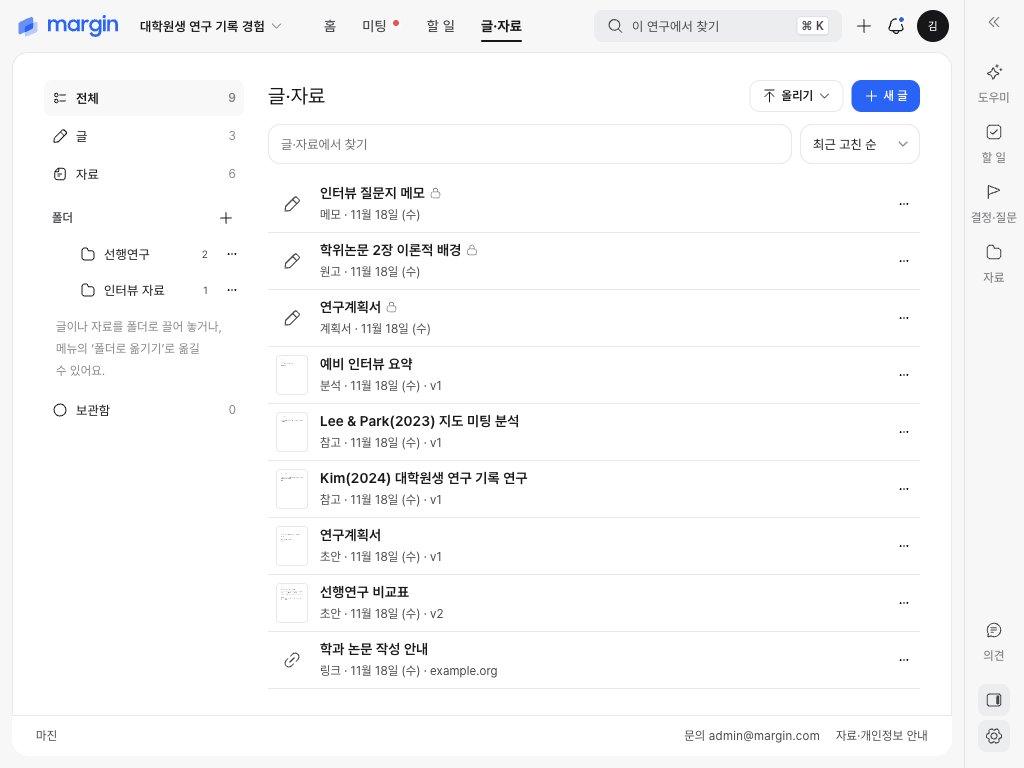 margin
대학원생 연구 기록 경험
홈
미팅
할 일
글·자료
이 연구에서 찾기
⌘ K
김
전체 9
글 3
자료 6
폴더
선행연구 2
인터뷰 자료 1
글이나 자료를 폴더로 끌어 놓거나,
메뉴의 '폴더로 옮기기'로 옮길
수 있어요.
보관함 0
글·자료
올리기
새 글
글·자료에서 찾기
최근 고친 순
인터뷰 질문지 메모
메모 · 11월 18일 (수)
학위논문 2장 이론적 배경
원고 · 11월 18일 (수)
연구계획서
계획서 · 11월 18일 (수)
예비 인터뷰 요약
분석 · 11월 18일 (수) · v1
Lee & Park(2023) 지도 미팅 분석
참고 · 11월 18일 (수) · v1
Kim(2024) 대학원생 연구 기록 연구
참고 · 11월 18일 (수) · v1
연구계획서
초안 · 11월 18일 (수) · v1
선행연구 비교표
초안 · 11월 18일 (수) · v2
학과 논문 작성 안내
링크 · 11월 18일 (수) · example.org
도우미
할 일
결정·질문
자료
의견
마진
문의 admin@margin.com
자료·개인정보 안내